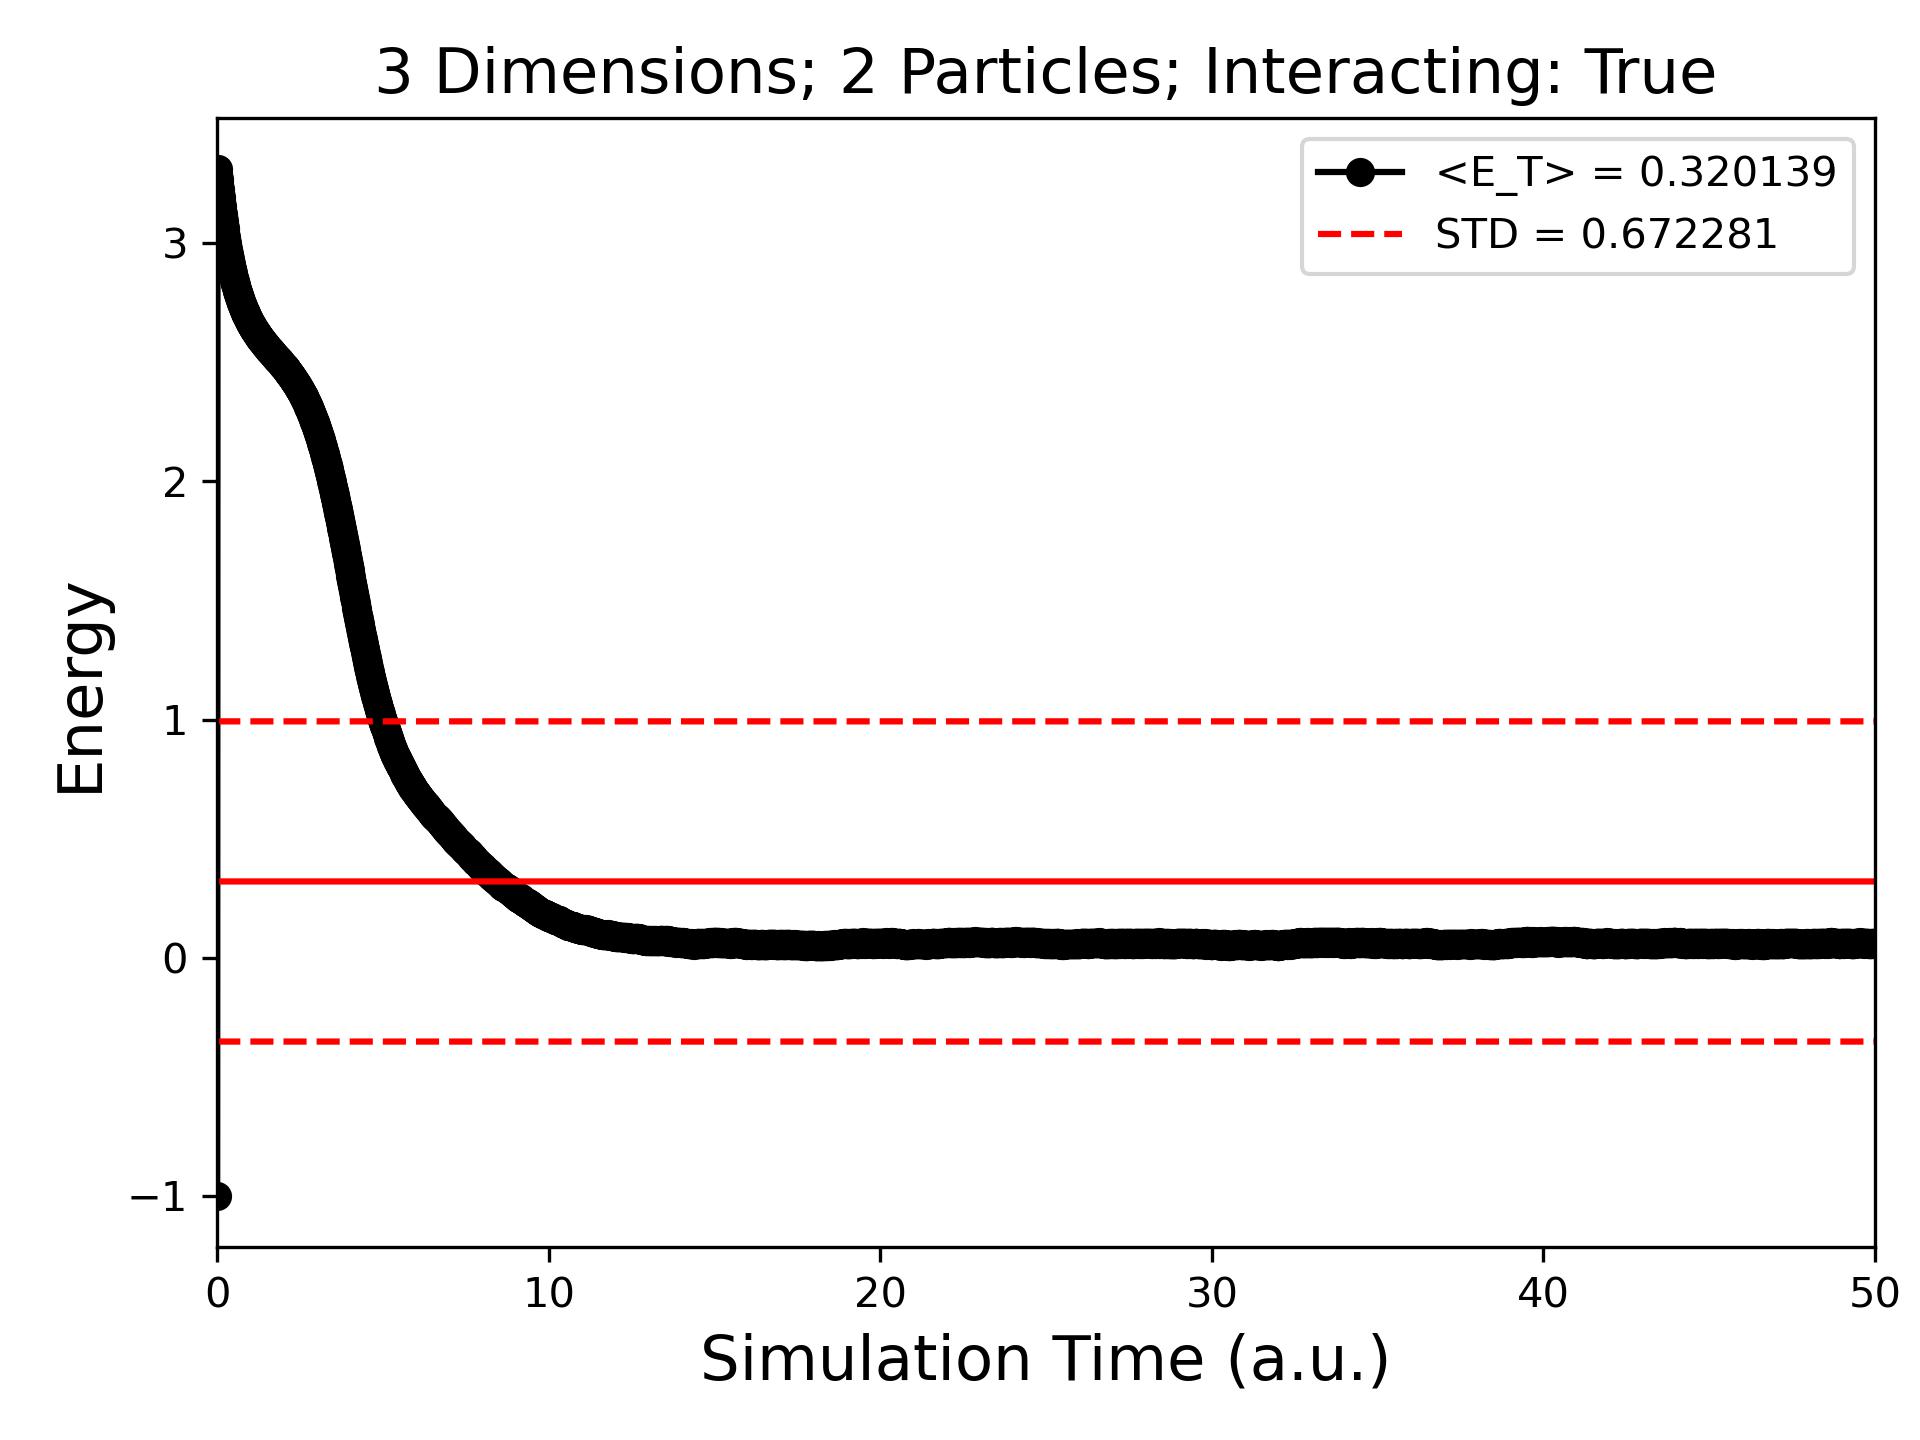 3 Dimensions; 2 Particles; Interacting: True
<E_T> = 0.320139
STD = 0.672281
Energy
3
2
1
0
−1
0 10 20 30 40 50
Simulation Time (a.u.)